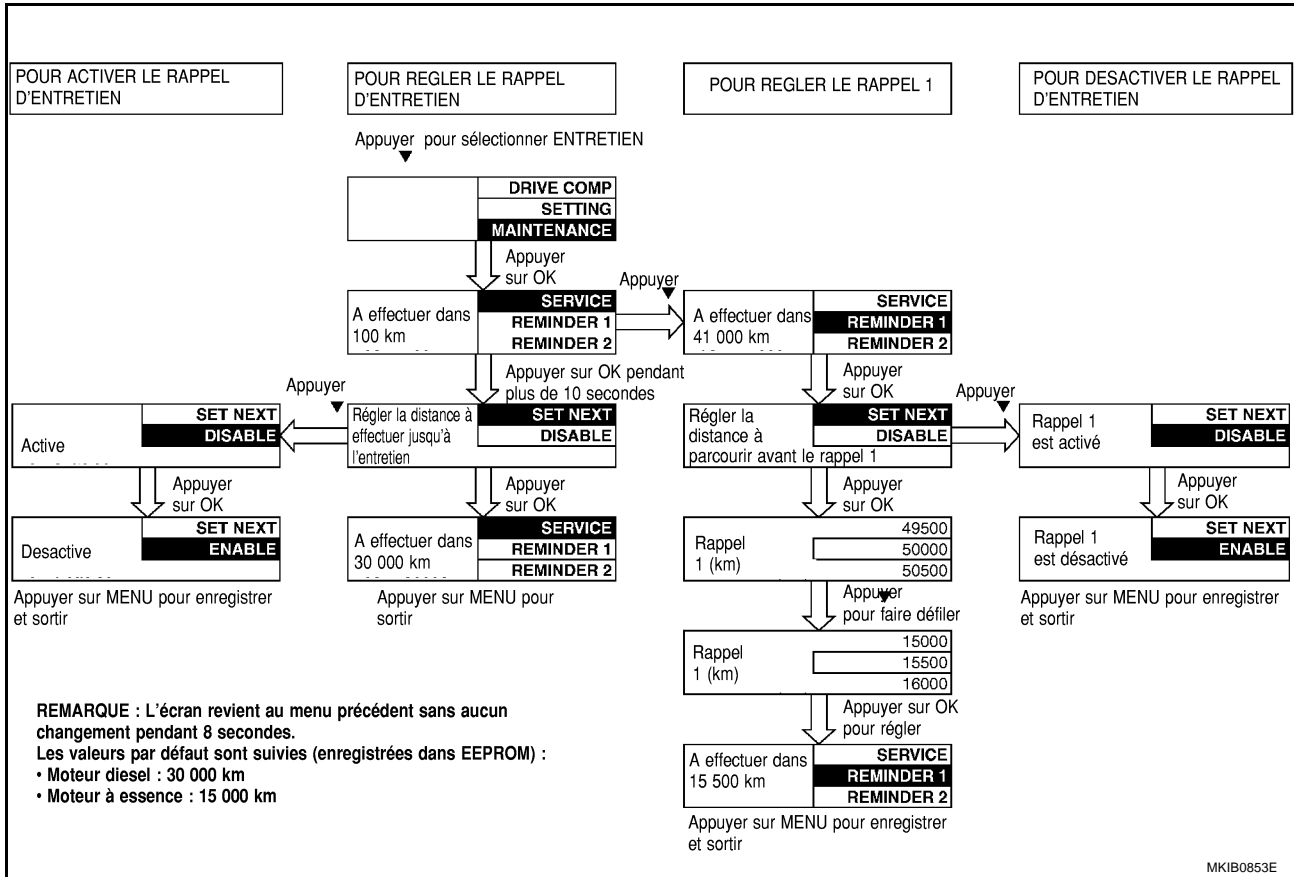 POUR ACTIVER LE RAPPEL
D'ENTRETIEN
POUR REGLER LE RAPPEL
D'ENTRETIEN
POUR REGLER LE RAPPEL 1
POUR DESACTIVER LE RAPPEL
D'ENTRETIEN
Appuyer pour sélectionner ENTRETIEN
DRIVE COMP
SETTING
MAINTENANCE
Appuyer
sur OK
A effectuer dans
100 km
SERVICE
REMINDER 1
REMINDER 2
Appuyer
A effectuer dans
41 000 km
SERVICE
REMINDER 1
REMINDER 2
Appuyer sur OK pendant
plus de 10 secondes
Appuyer
sur OK
Appuyer
Appuyer
Active
SET NEXT
DISABLE
Régler la distance à
effectuer jusqu'à
l'entretien
SET NEXT
DISABLE
Régler la
distance à
parcourir avant le rappel 1
SET NEXT
DISABLE
Rappel 1
est activé
SET NEXT
DISABLE
Appuyer
sur OK
Appuyer
sur OK
Appuyer
sur OK
Appuyer
sur OK
Desactive
SET NEXT
ENABLE
A effectuer dans
30 000 km
SERVICE
REMINDER 1
REMINDER 2
Rappel
1 (km)
49500
50000
50500
Rappel 1
est désactivé
SET NEXT
ENABLE
Appuyer sur MENU pour enregistrer
et sortir
Appuyer sur MENU pour
sortir
Appuyer
pour faire défiler
Appuyer sur MENU pour enregistrer
et sortir
Rappel
1 (km)
15000
15500
16000
Appuyer sur OK
pour régler
A effectuer dans
15 500 km
SERVICE
REMINDER 1
REMINDER 2
Appuyer sur MENU pour enregistrer
et sortir
REMARQUE : L'écran revient au menu précédent sans aucun
changement pendant 8 secondes.
Les valeurs par défaut sont suivies (enregistrées dans EEPROM) :
• Moteur diesel : 30 000 km
• Moteur à essence : 15 000 km
MKIB0853E